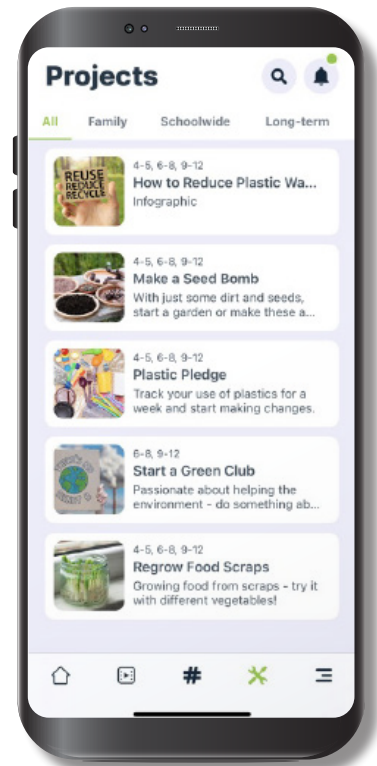 Projects
All Family Schoolwide Long-term
REUSE
REDUCE
RECYCLE
4-5, 6-8, 9-12
How to Reduce Plastic Wa...
Infographic
4-5, 6-8, 9-12
Make a Seed Bomb
With just some dirt and seeds,
start a garden or make these a...
4-5, 6-8, 9-12
Plastic Pledge
Track your use of plastics for a
week and start making changes.
6-8, 9-12
Start a Green Club
Passionate about helping the
environment - do something ab...
4-5, 6-8, 9-12
Regrow Food Scraps
Growing food from scraps - try it
with different vegetables!
#